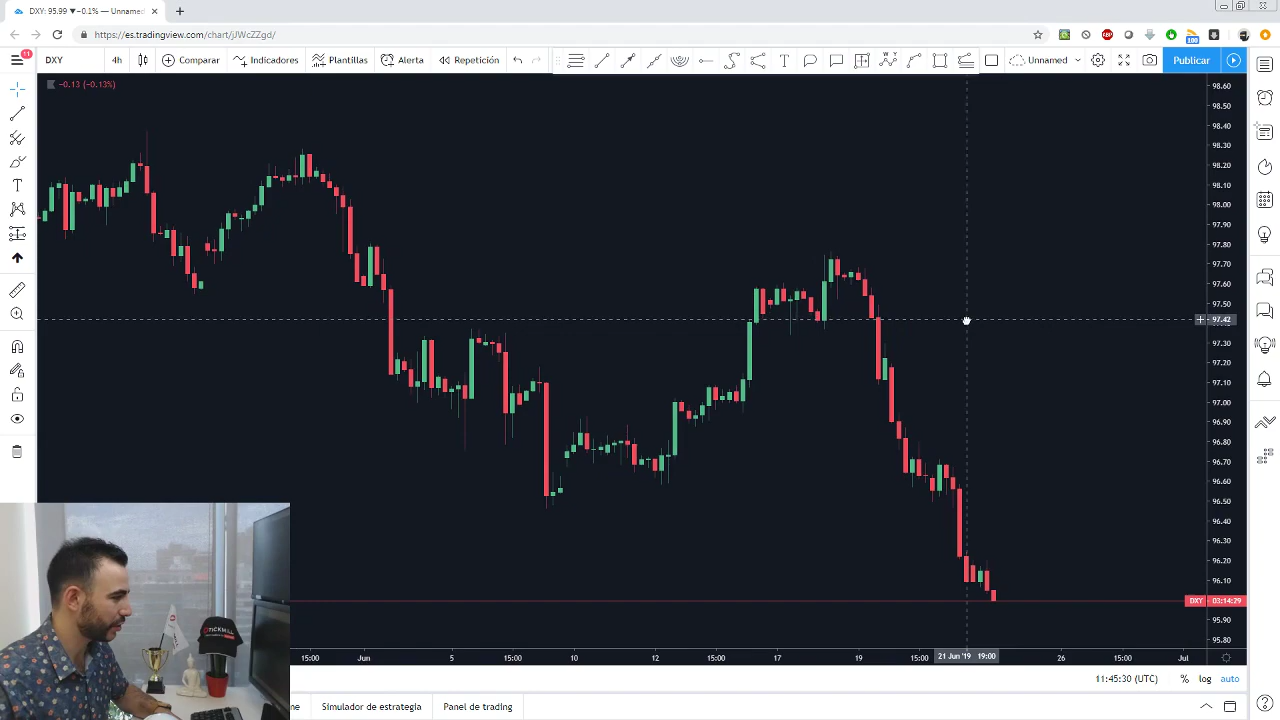 DXY: 95.99 ▼−0.1% — Unnamed
https://es.tradingview.com/chart/jJWcZZgd/
100
11
DXY
4h
Comparar
Indicadores
Plantillas
Alerta
Repetición
Unnamed
Publicar
−0.13 (−0.13%)
98.60
98.50
98.40
98.30
98.20
98.10
98.00
97.90
97.80
97.70
97.60
97.50
97.42
97.30
97.20
97.10
97.00
96.90
96.80
96.70
96.60
96.50
96.40
96.30
96.20
96.10
DXY 03:14:29
95.90
95.80
15:00 Jun 5 15:00 10 12 15:00 17 19 15:00 21 Jun '19 19:00 26 15:00 Jul
11:45:30 (UTC) % log auto
Simulador de estrategia Panel de trading
TICKMILL